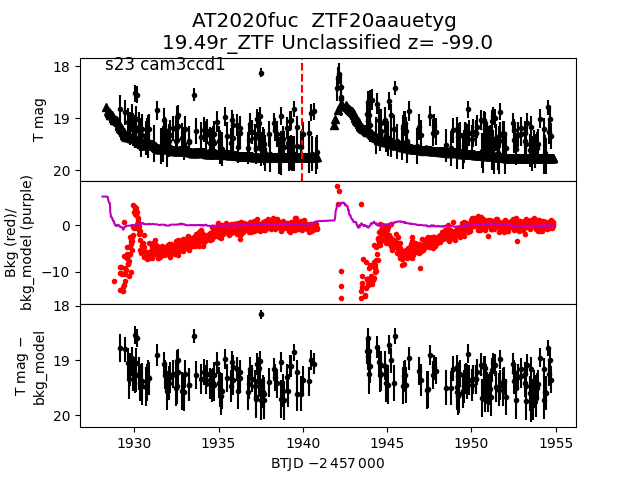 AT2020fuc  ZTF20aauetyg
19.49r_ZTF Unclassified z= -99.0
s23 cam3ccd1
18
19
20
T mag
0
−10
Bkg (red)/
bkg_model (purple)
18
19
20
T mag −
bkg_model
1930
1935
1940
1945
1950
1955
BTJD −2 457 000